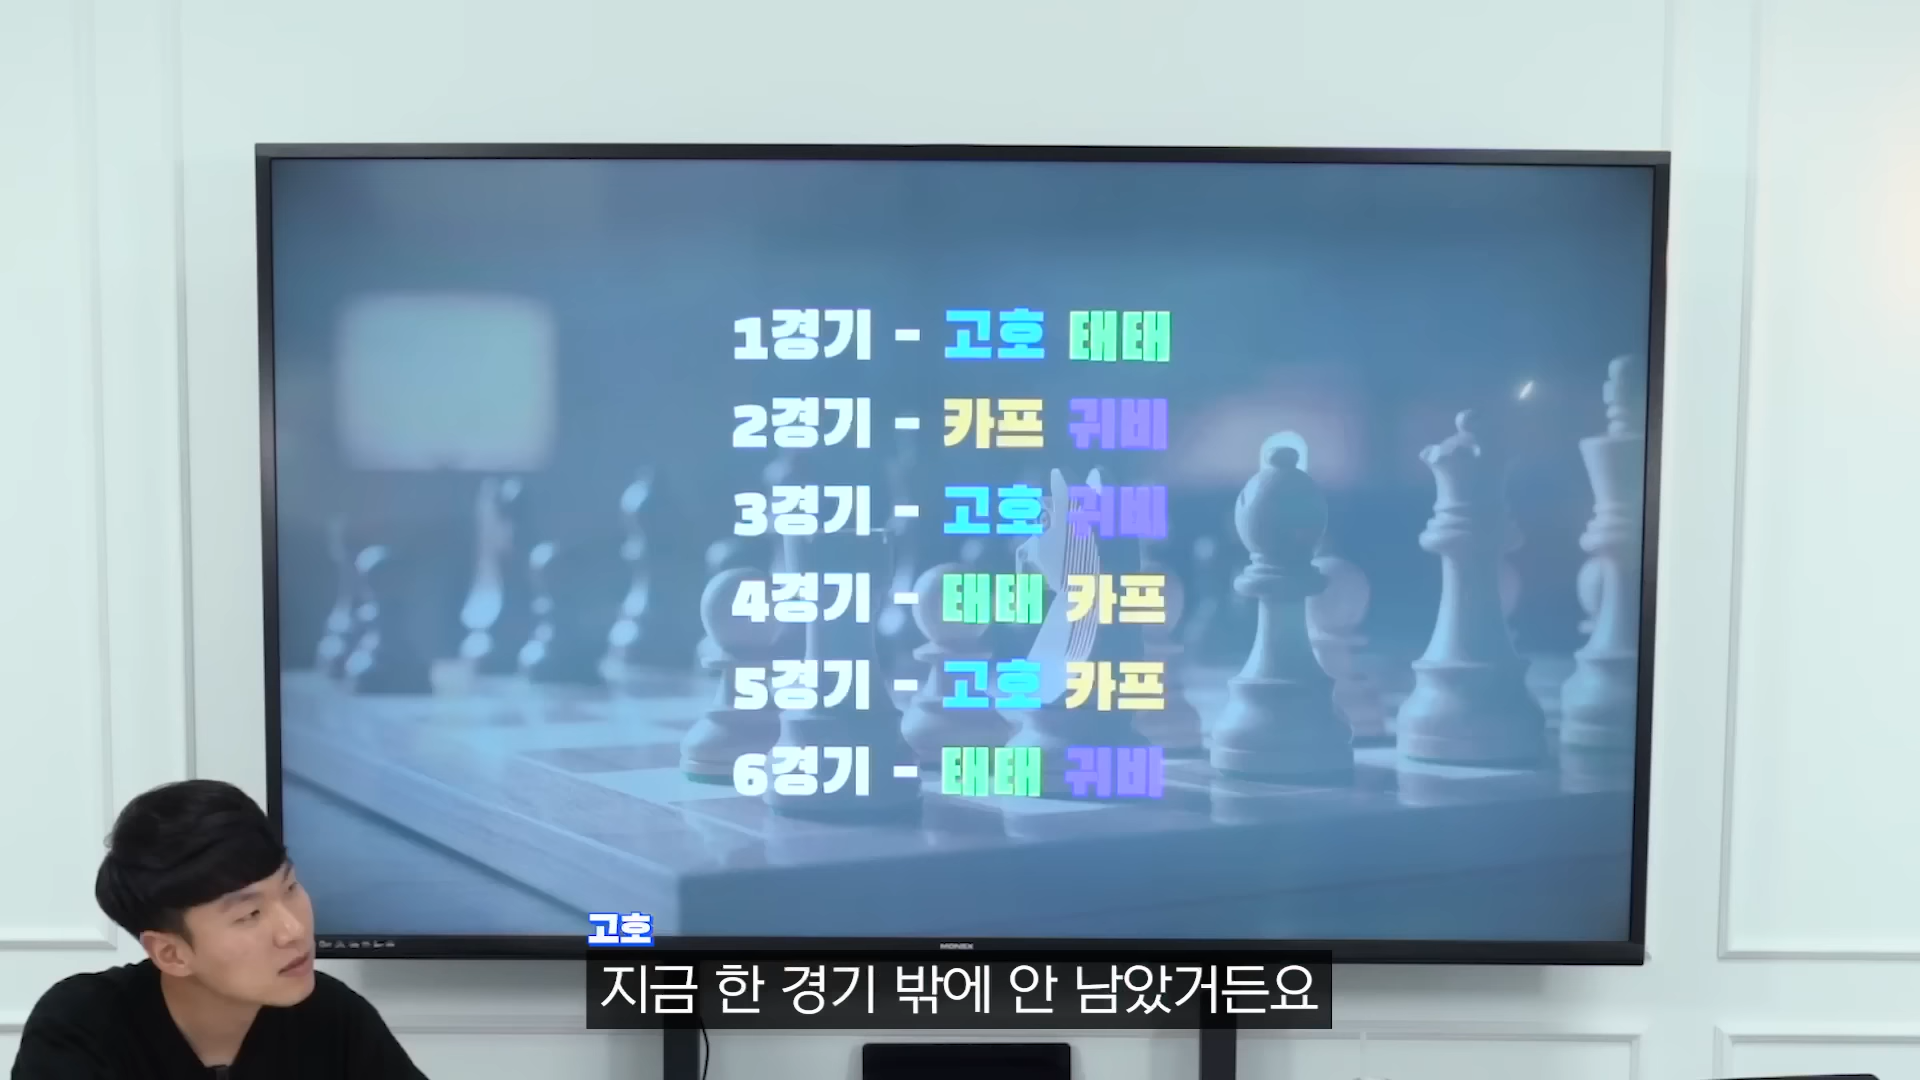 1경기 - 고호 태태
2경기 - 카프 귀비
3경기 - 고호 귀비
4경기 - 태태 카프
5경기 - 고호 카프
6경기 - 태태 귀비
MONEX
고호
지금 한 경기 밖에 안 남았거든요